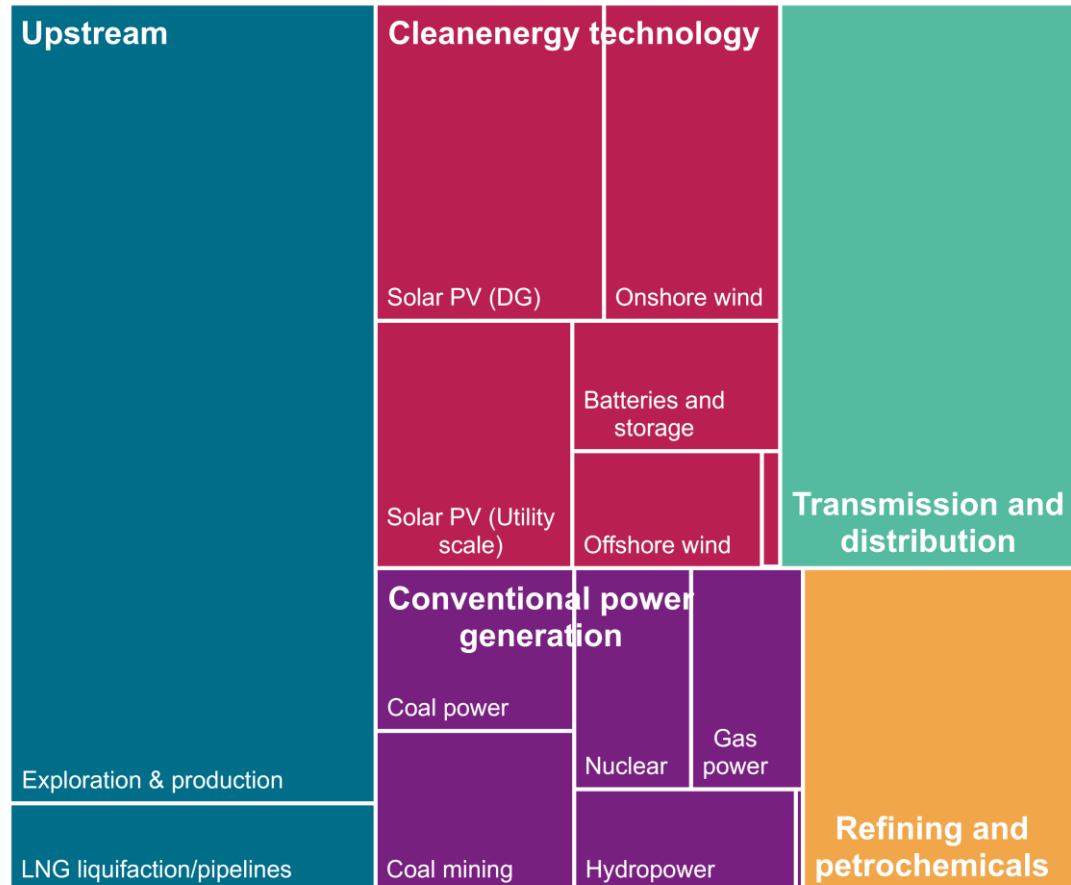 Upstream
Exploration & production
LNG liquifaction/pipelines
Cleanenergy technology
Solar PV (DG)
Onshore wind
Solar PV (Utility
scale)
Batteries and
storage
Offshore wind
Transmission and
distribution
Conventional power
generation
Coal power
Coal mining
Nuclear
Gas
power
Hydropower
Refining and
petrochemicals